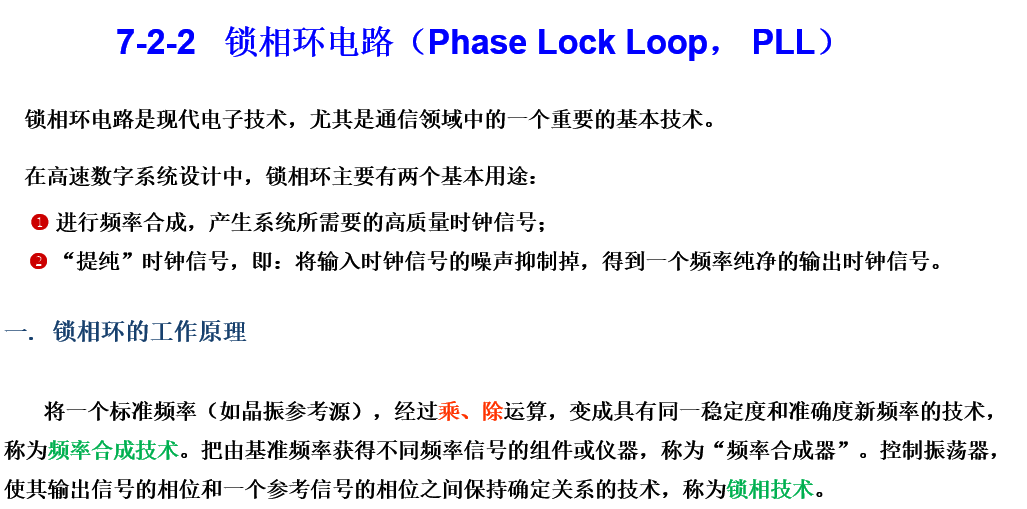 7-2-2 锁相环电路（Phase Lock Loop， PLL）
锁相环电路是现代电子技术，尤其是通信领域中的一个重要的基本技术。
在高速数字系统设计中，锁相环主要有两个基本用途：
❶ 进行频率合成，产生系统所需要的高质量时钟信号；
❷ “提纯”时钟信号，即：将输入时钟信号的噪声抑制掉，得到一个频率纯净的输出时钟信号。
一. 锁相环的工作原理
将一个标准频率（如晶振参考源），经过乘、除运算，变成具有同一稳定度和准确度新频率的技术，
称为频率合成技术。把由基准频率获得不同频率信号的组件或仪器，称为“频率合成器”。控制振荡器，
使其输出信号的相位和一个参考信号的相位之间保持确定关系的技术，称为锁相技术。